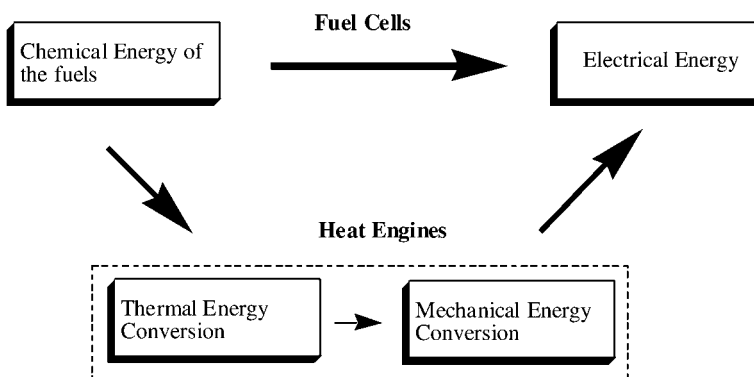 Fuel Cells
Chemical Energy of
the fuels
Electrical Energy
Heat Engines
Thermal Energy
Conversion
Mechanical Energy
Conversion